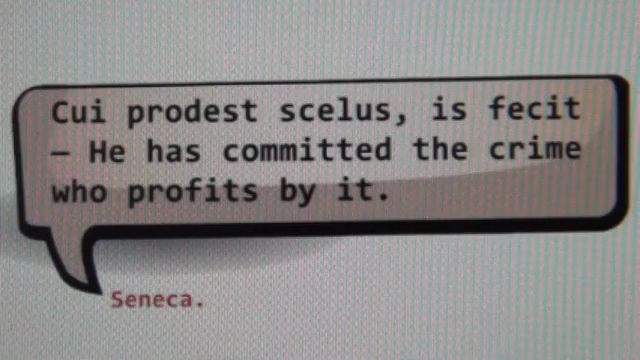 Cui prodest scelus, is fecit
– He has committed the crime
who profits by it.
Seneca.